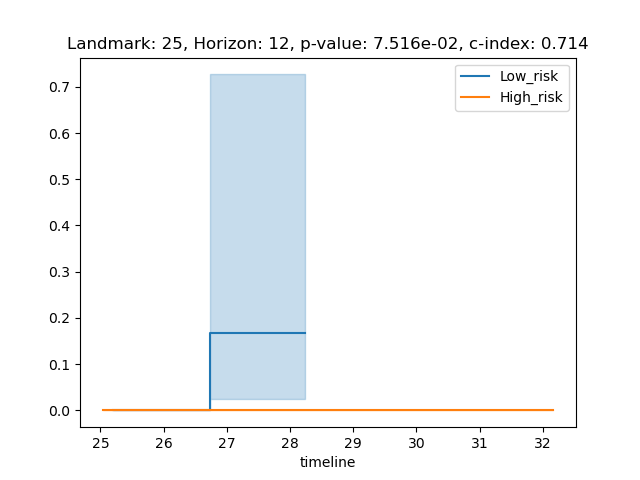 Landmark: 25, Horizon: 12, p-value: 7.516e-02, c-index: 0.714
Low_risk
High_risk
0.7
0.6
0.5
0.4
0.3
0.2
0.1
0.0
25 26 27 28 29 30 31 32
timeline